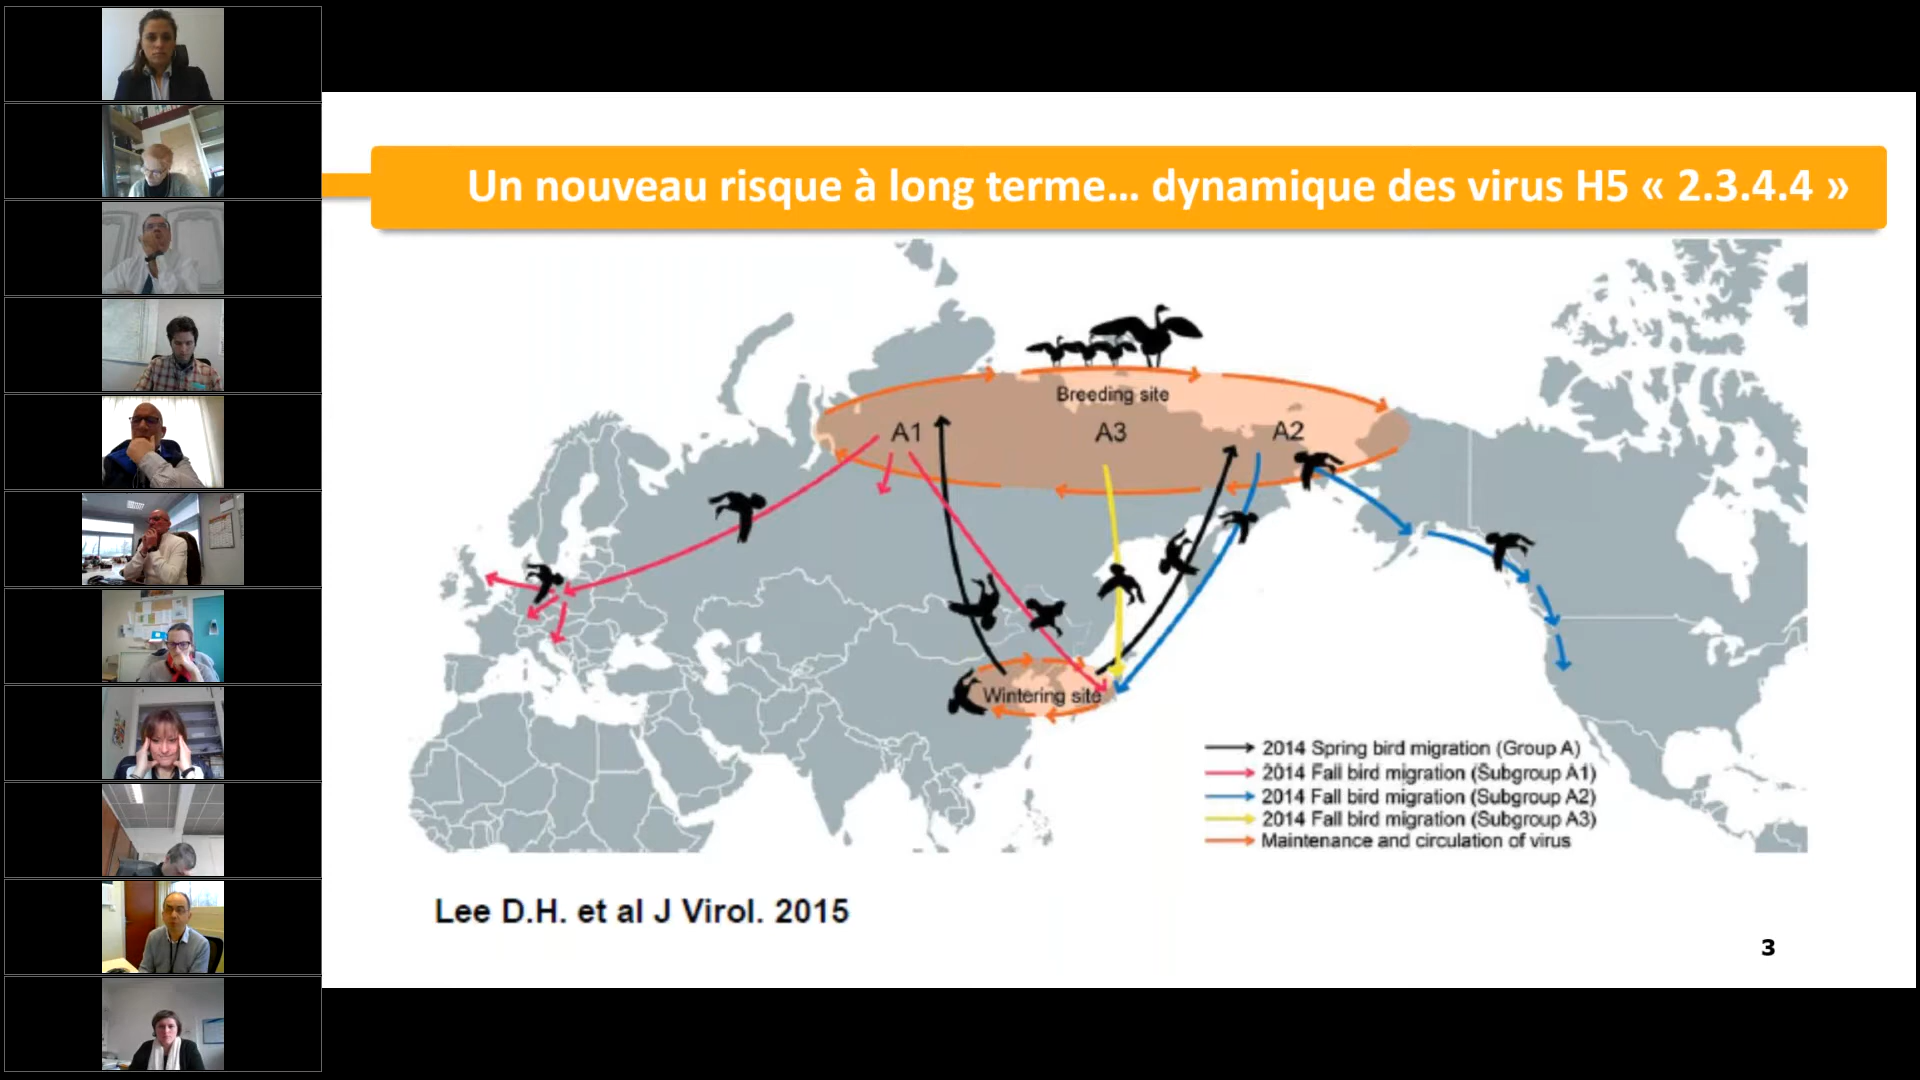 Un nouveau risque à long terme... dynamique des virus H5 « 2.3.4.4 »
Breeding site
A1
A3
A2
Wintering site
2014 Spring bird migration (Group A)
2014 Fall bird migration (Subgroup A1)
2014 Fall bird migration (Subgroup A2)
2014 Fall bird migration (Subgroup A3)
Maintenance and circulation of virus
Lee D.H. et al J Virol. 2015
3